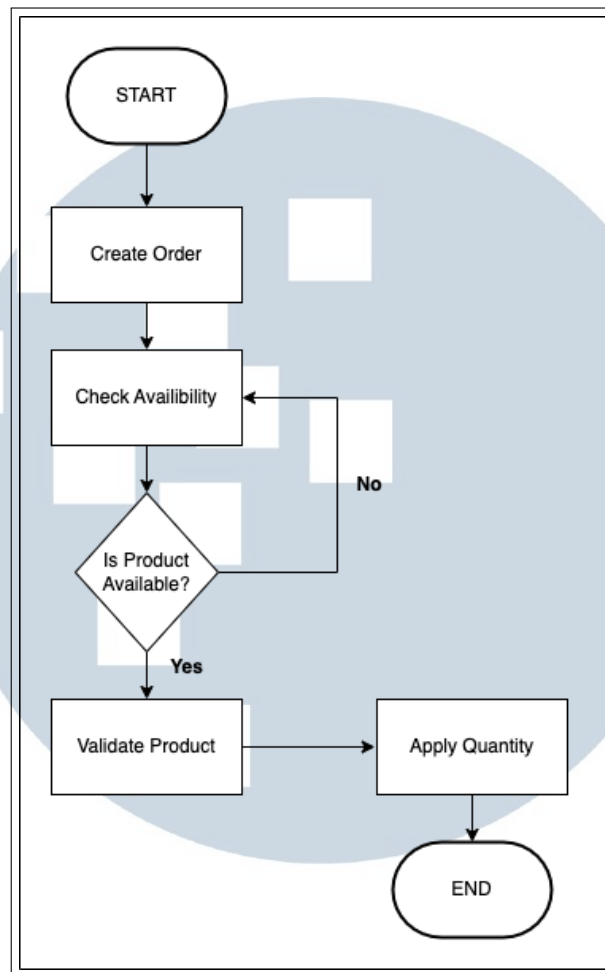 START
Create Order
Check Availibility
No
Is Product
Available?
Yes
Validate Product
Apply Quantity
END